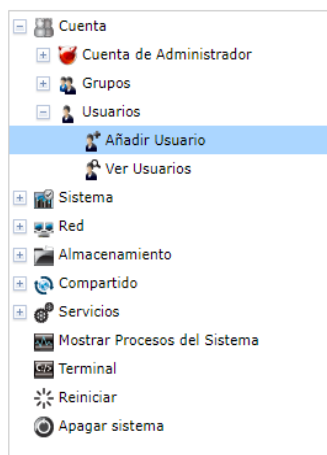 Cuenta
Cuenta de Administrador
Grupos
Usuarios
Añadir Usuario
Ver Usuarios
Sistema
Red
Almacenamiento
Compartido
Servicios
Mostrar Procesos del Sistema
Terminal
Reiniciar
Apagar sistema